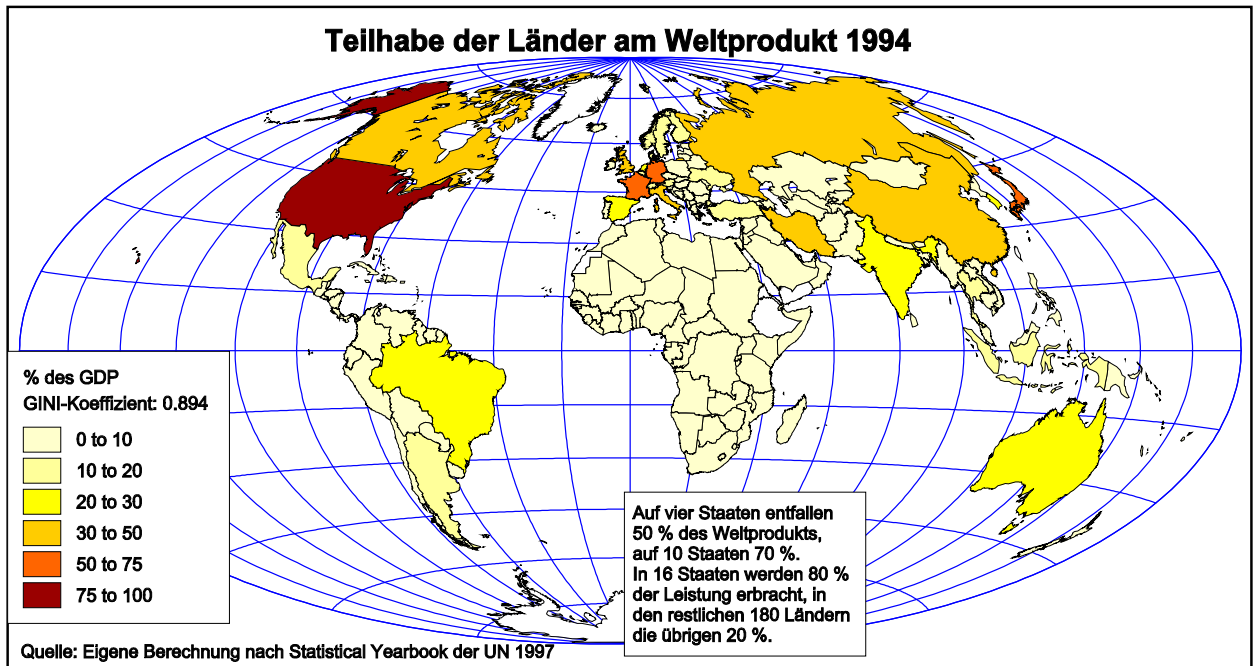 Teilhabe der Länder am Weltprodukt 1994
% des GDP
GINI-Koeffizient: 0.894
0 to 10
10 to 20
20 to 30
30 to 50
50 to 75
75 to 100
Auf vier Staaten entfallen
50 % des Weltprodukts,
auf 10 Staaten 70 %.
In 16 Staaten werden 80 %
der Leistung erbracht, in
den restlichen 180 Ländern
die übrigen 20 %.
Quelle: Eigene Berechnung nach Statistical Yearbook der UN 1997